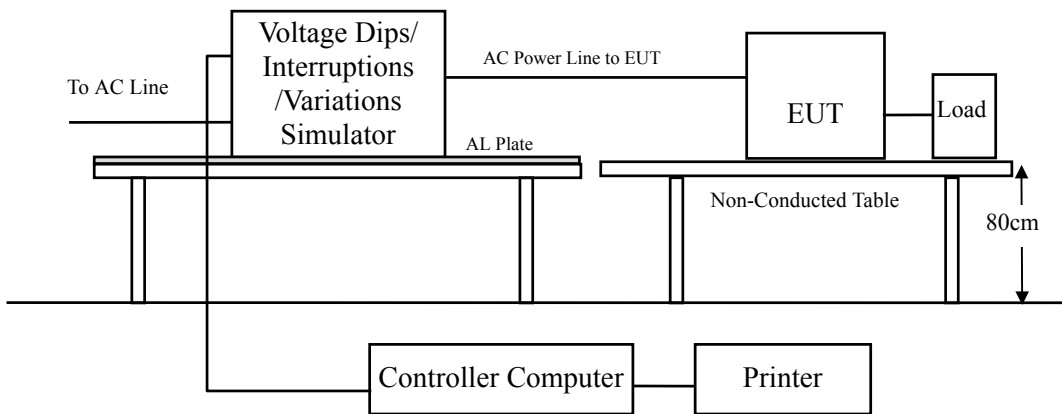 Voltage Dips/
Interruptions
/Variations
Simulator
AC Power Line to EUT
To AC Line
EUT
Load
AL Plate
Non-Conducted Table
80cm
Controller Computer
Printer